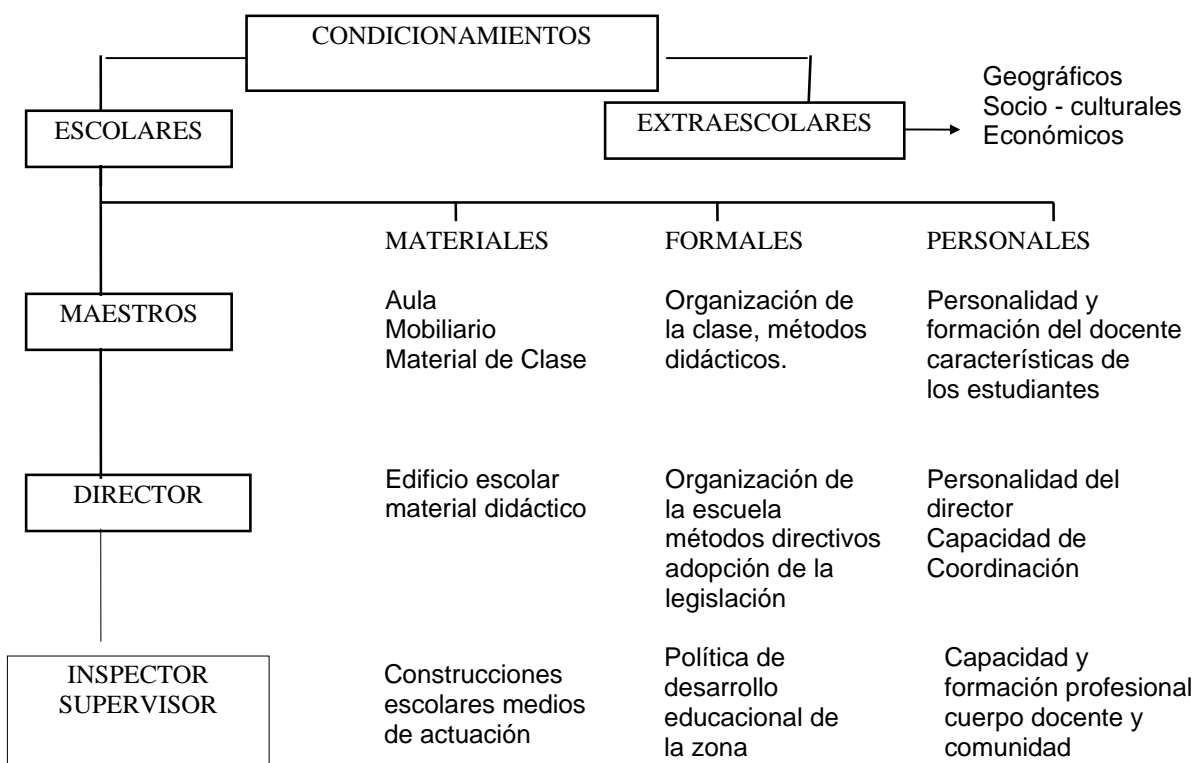 CONDICIONAMIENTOS
Geográficos
Socio - culturales
Económicos
ESCOLARES
EXTRAESCOLARES
MATERIALES
FORMALES
PERSONALES
MAESTROS
Aula
Mobiliario
Material de Clase
Organización de
la clase, métodos
didácticos.
Personalidad y
formación del docente
características de
los estudiantes
DIRECTOR
Edificio escolar
material didáctico
Organización de
la escuela
métodos directivos
adopción de la
legislación
Personalidad del
director
Capacidad de
Coordinación
INSPECTOR
SUPERVISOR
Construcciones
escolares medios
de actuación
Política de
desarrollo
educacional de
la zona
Capacidad y
formación profesional
cuerpo docente y
comunidad